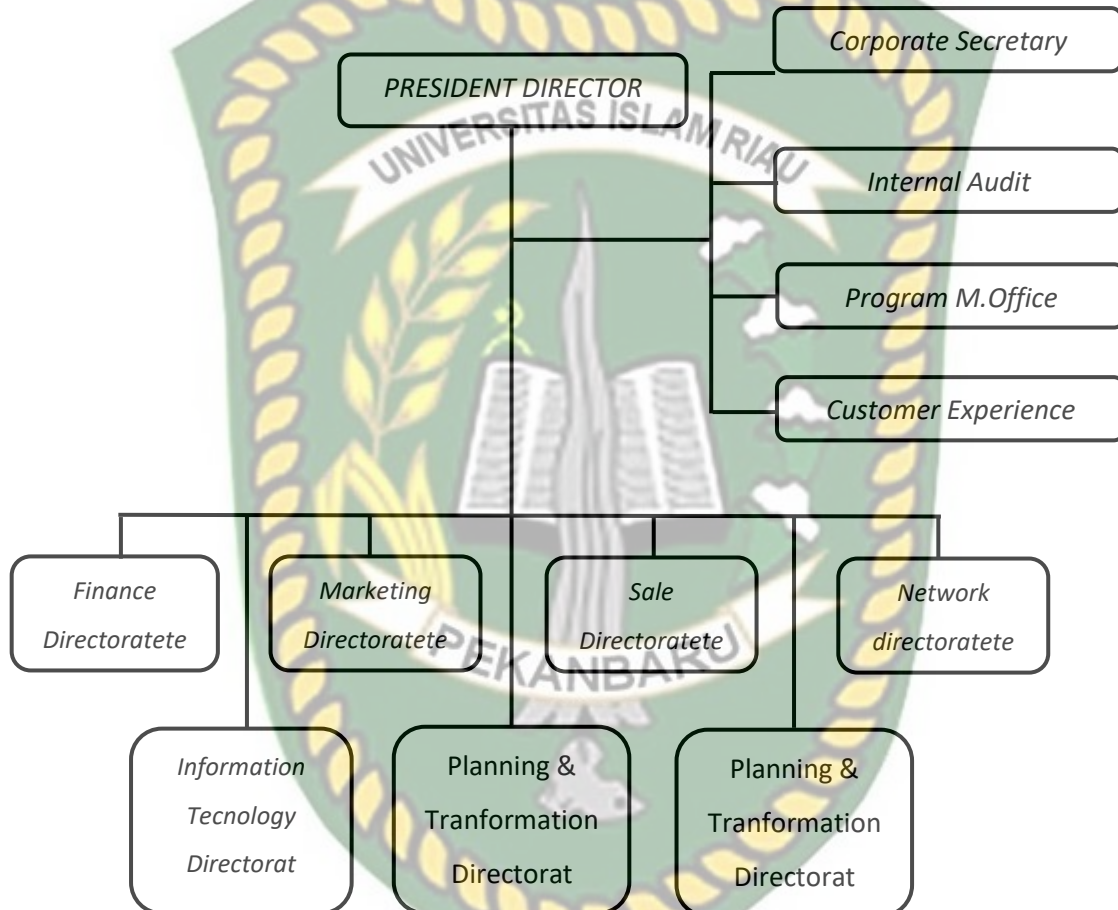 Corporate Secretary
PRESIDENT DIRECTOR
UNIVERSITAS ISLAM RIAU
Internal Audit
Program M.Office
Customer Experience
Finance
Directoratete
Marketing
Directoratete
Sale
Directoratete
Network
directoratete
PEKANBARU
Information
Tecnology
Directorat
Planning &
Tranformation
Directorat
Planning &
Tranformation
Directorat